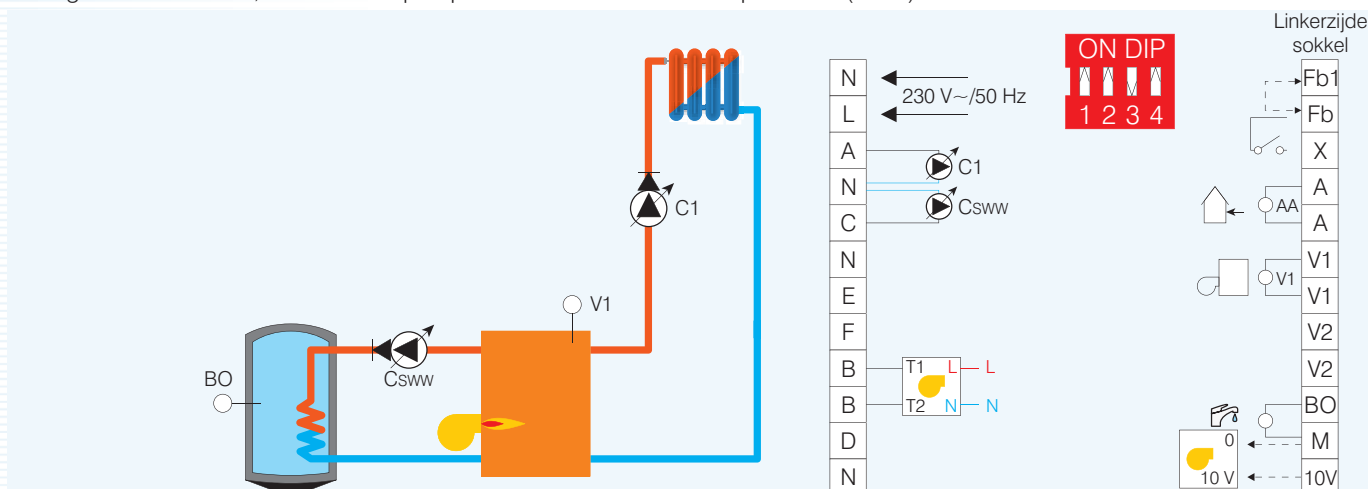 Linkerzijde
sokkel
ON DIP
1 2 3 4
N
L
A
N
C
N
E
F
B
B
D
N
230 V~/50 Hz
C1
Csww
T1 L L
T2 N N
Fb1
Fb
X
A
A
V1
V1
V2
V2
BO
M
10V
AA
V1
0
10 V
C1
V1
Csww
BO